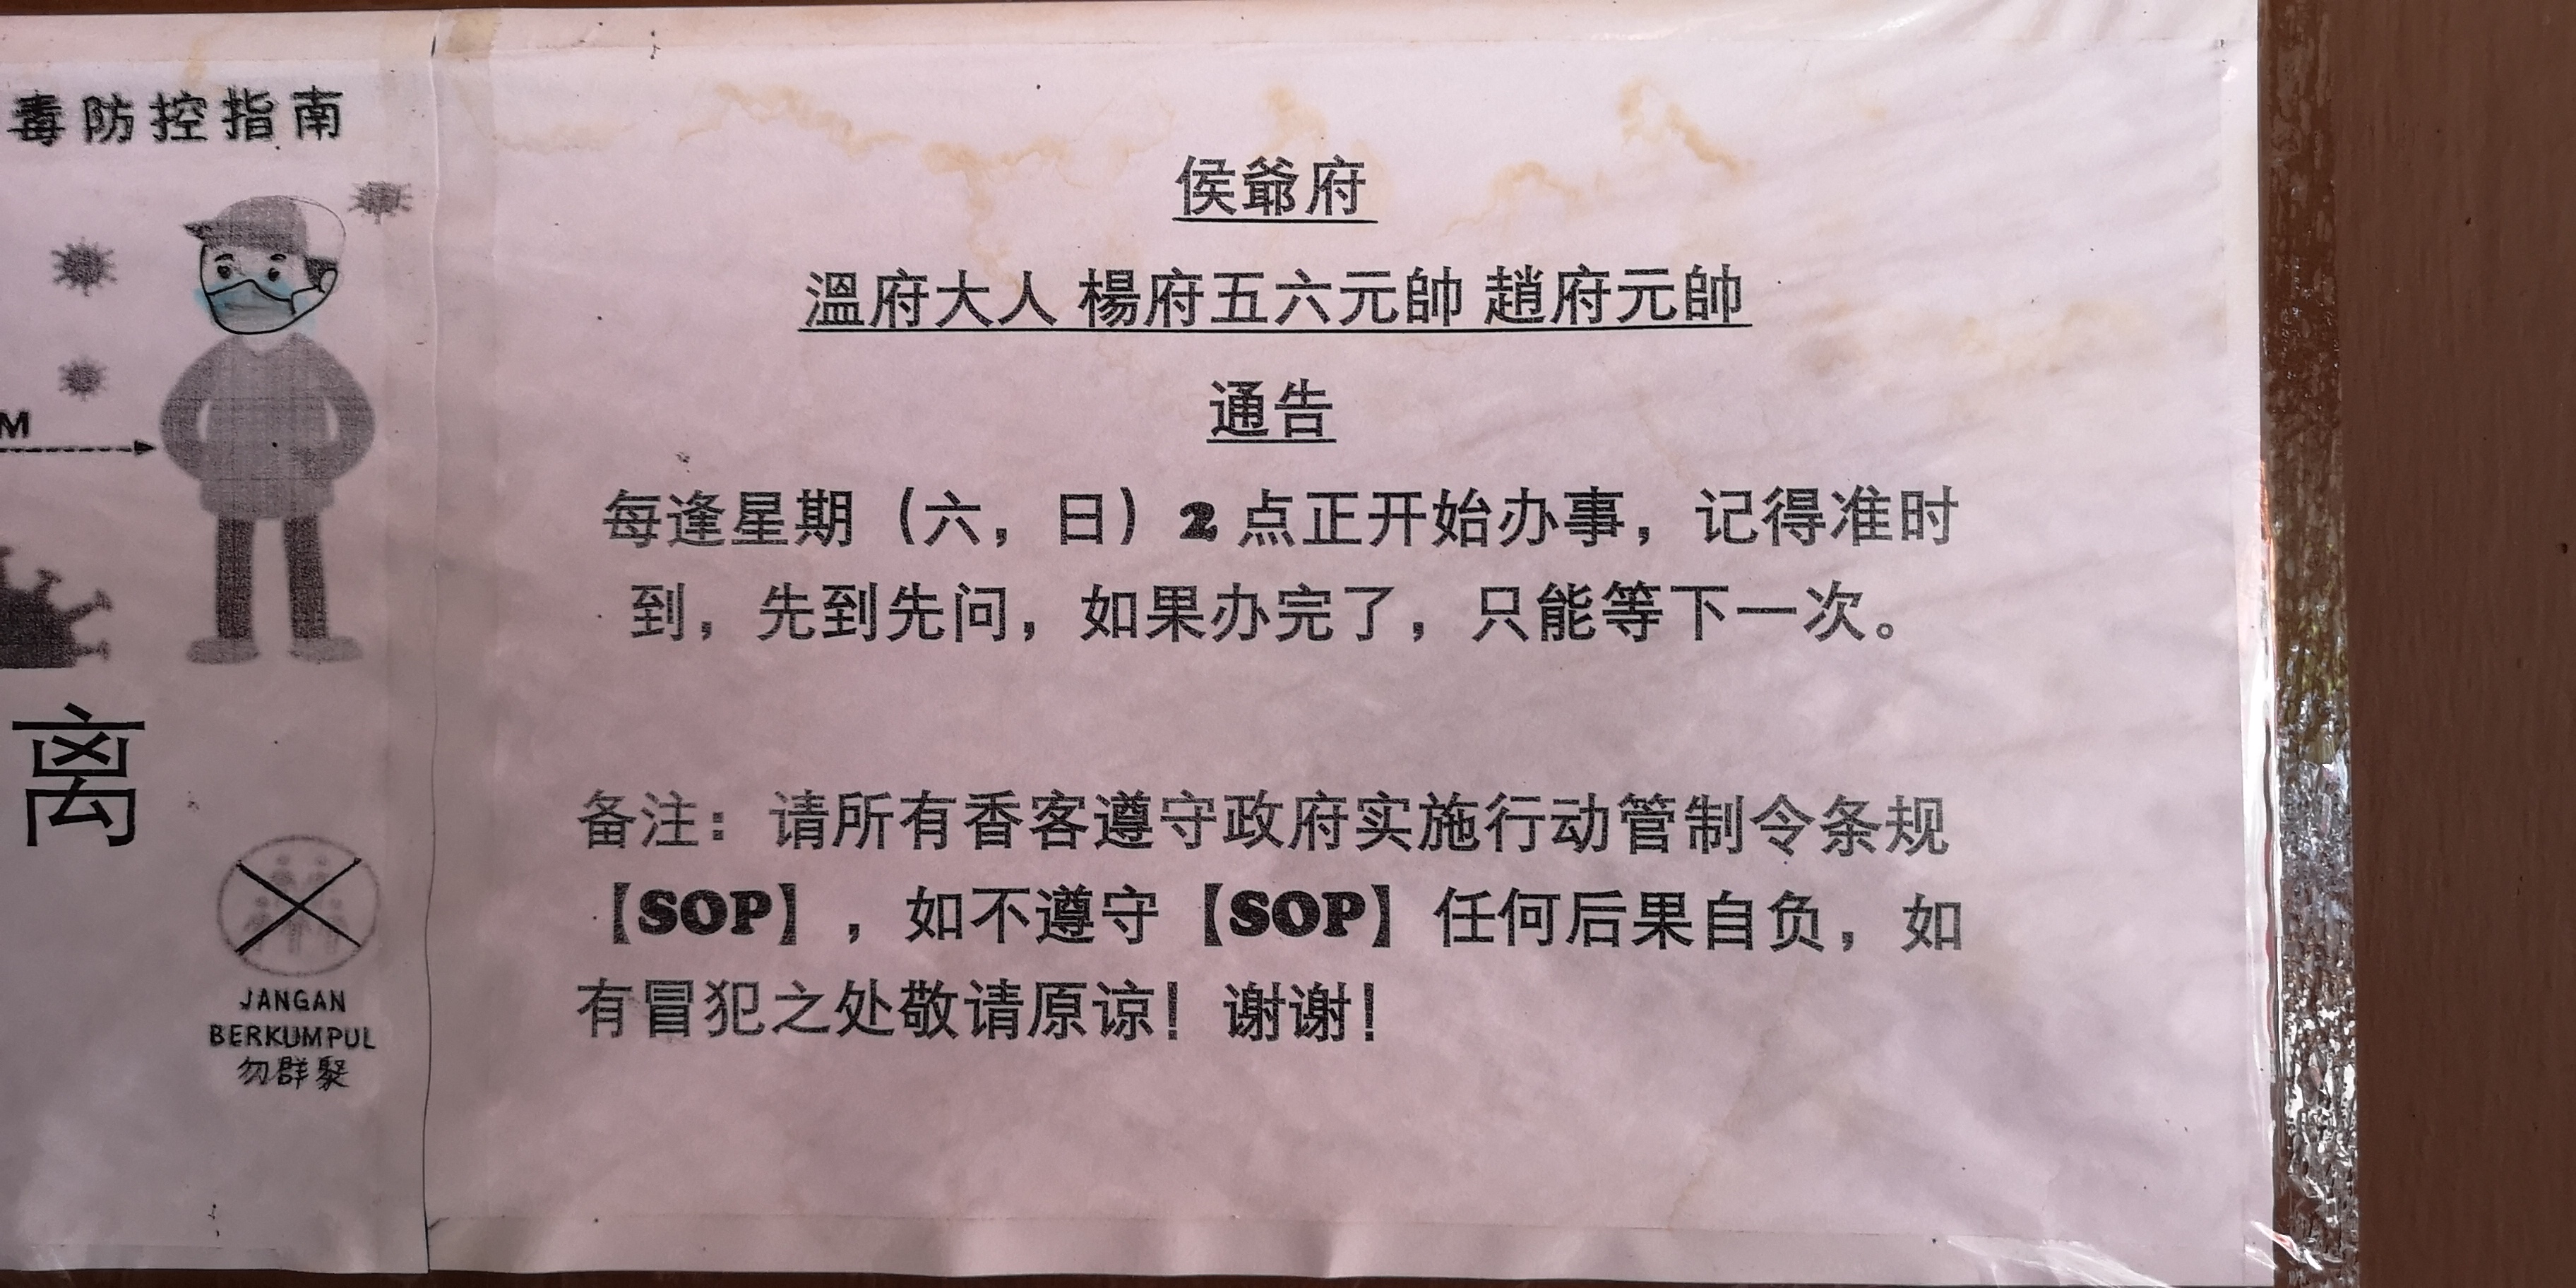 毒防控指南
M
离
JANGAN
BERKUMPUL
勿群聚
侯爺府
溫府大人 楊府五六元帥 趙府元帥
通告
每逢星期（六，日）2 点正开始办事，记得准时
到，先到先问，如果办完了，只能等下一次。
备注：请所有香客遵守政府实施行动管制令条规
【SOP】，如不遵守【SOP】任何后果自负，如
有冒犯之处敬请原谅！谢谢！